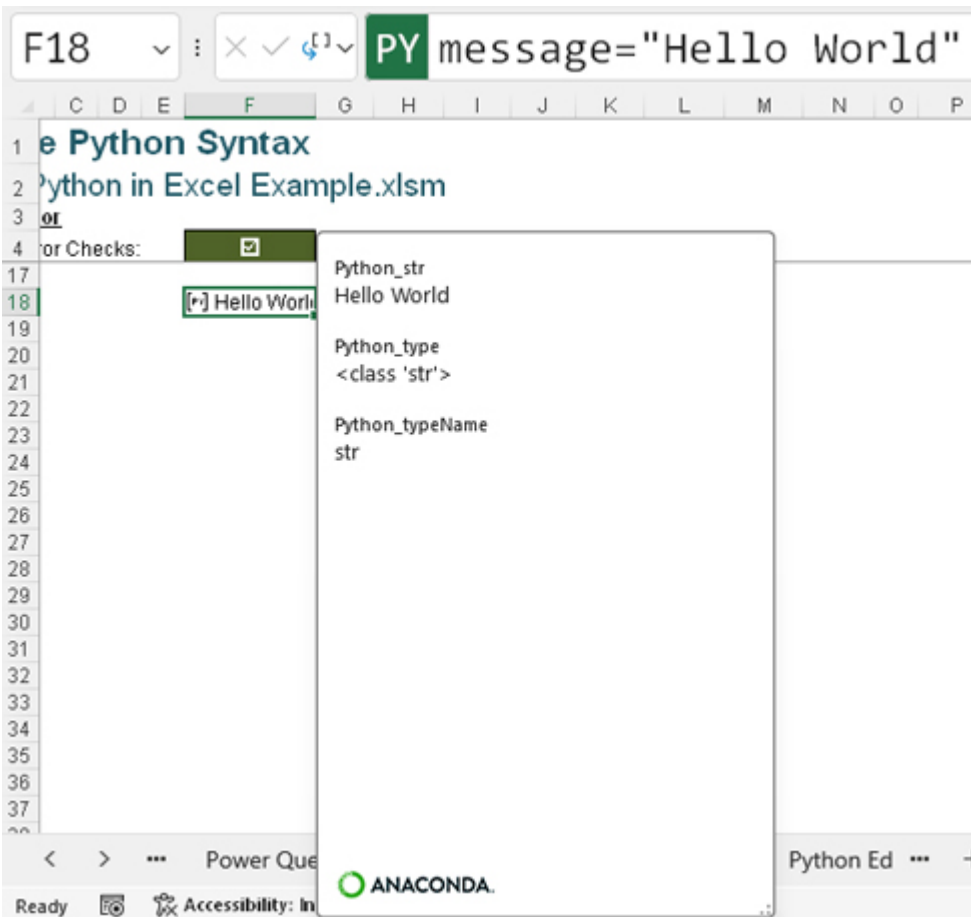 F18 PY message="Hello World"
C D E F G H I J K L M N O P
1 e Python Syntax
2 Python in Excel Example.xlsm
3 or
4 ror Checks:
17
18 Hello World
19
20
21
22
23
24
25
26
27
28
29
30
31
32
33
34
35
36
37
Python_str
Hello World
Python_type
<class 'str'>
Python_typeName
str
ANACONDA.
Power Que Python Ed
Ready Accessibility: In